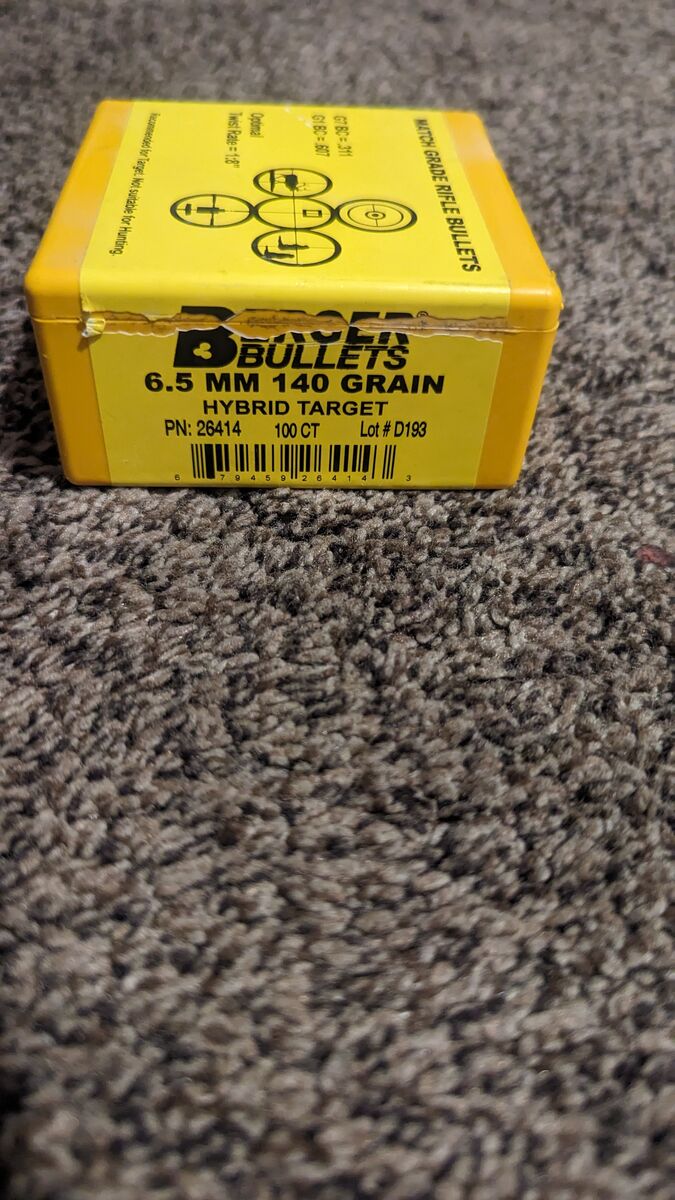 MATCH GRADE RIFLE BULLETS
G7 BC = .311
G1 BC = .607
Optimal
Twist Rate = 1:8"
Recommended for Target. Not suitable for Hunting.
BERGER®
BULLETS
6.5 MM 140 GRAIN
HYBRID TARGET
PN: 26414 100 CT Lot # D193
6 79459 26414 3